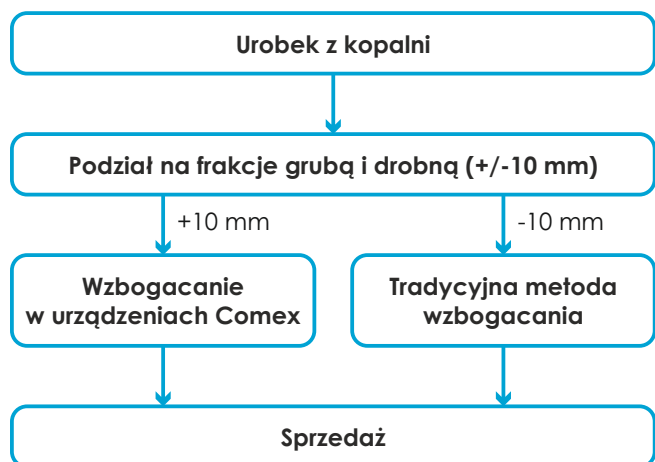 Urobek z kopalni
Podział na frakcje grubą i drobną (+/-10 mm)
+10 mm
-10 mm
Wzbogacanie
w urządzeniach Comex
Tradycyjna metoda
wzbogacania
Sprzedaż